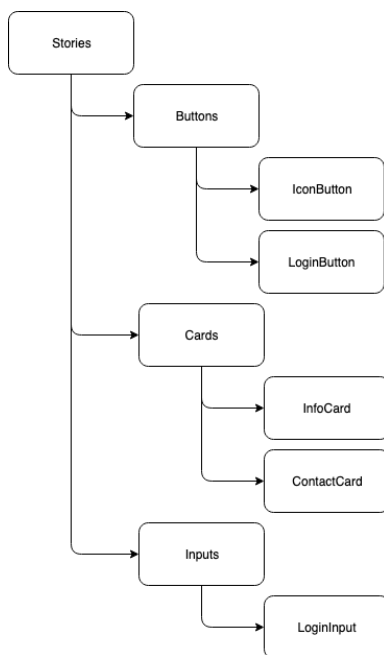 Stories
Buttons
IconButton
LoginButton
Cards
InfoCard
ContactCard
Inputs
LoginInput